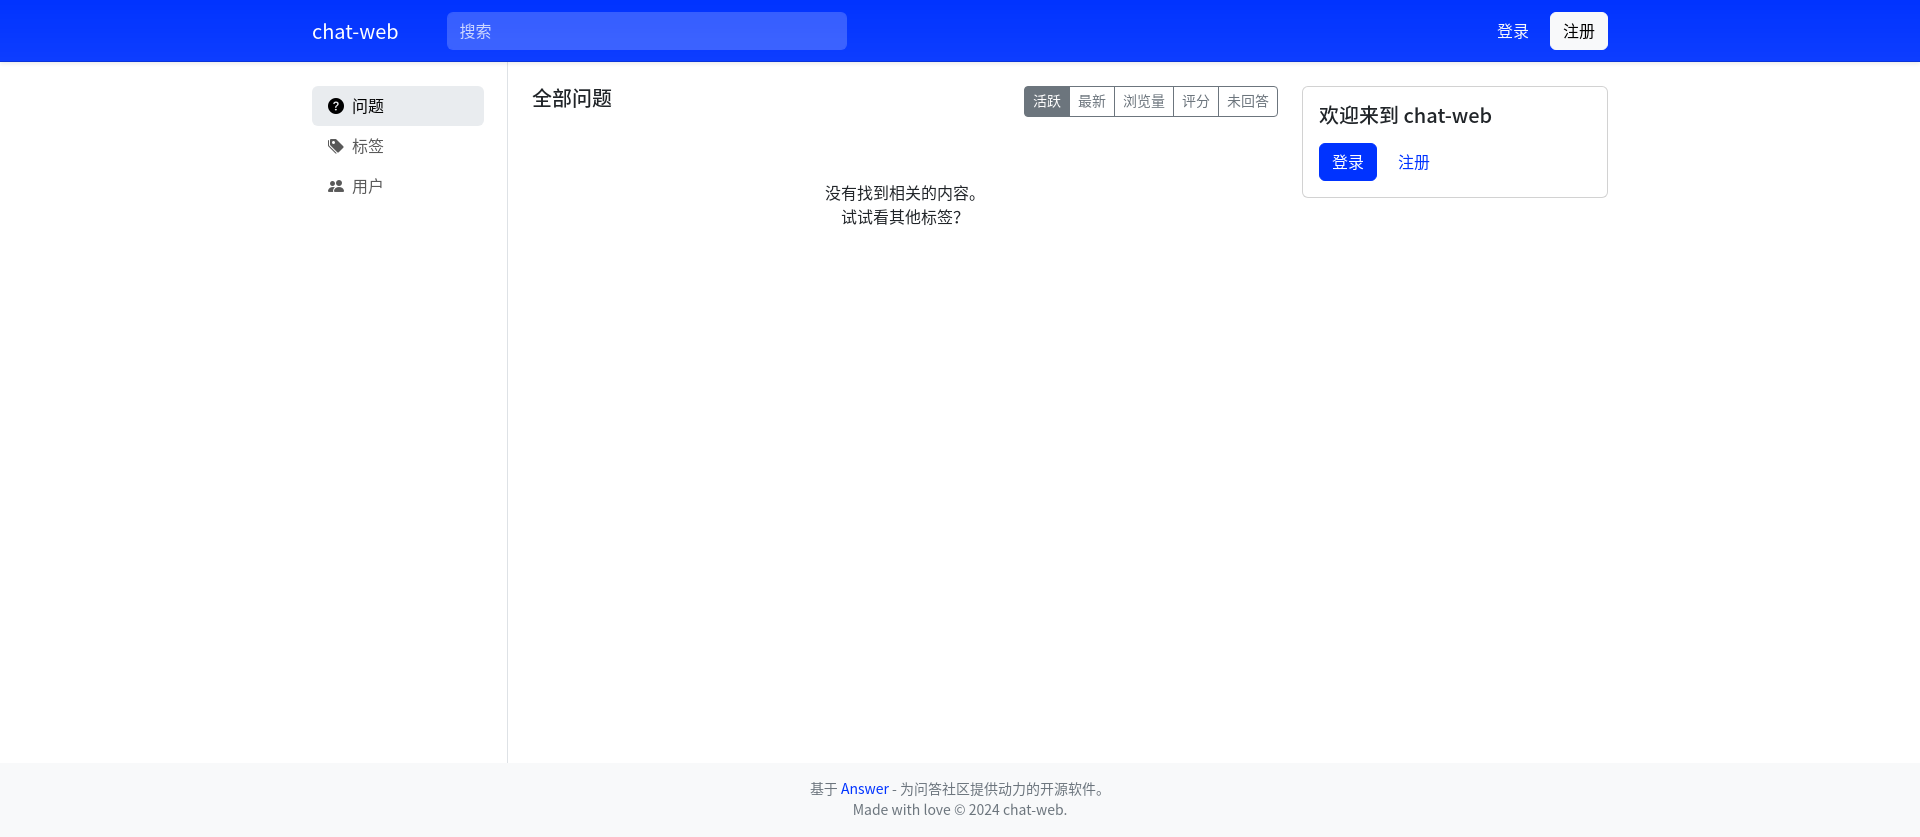 chat-web
搜索
登录
注册
问题
标签
用户
全部问题
活跃 最新 浏览量 评分 未回答
没有找到相关的内容。
试试看其他标签？
欢迎来到 chat-web
登录
注册
基于 Answer - 为问答社区提供动力的开源软件。
Made with love © 2024 chat-web.